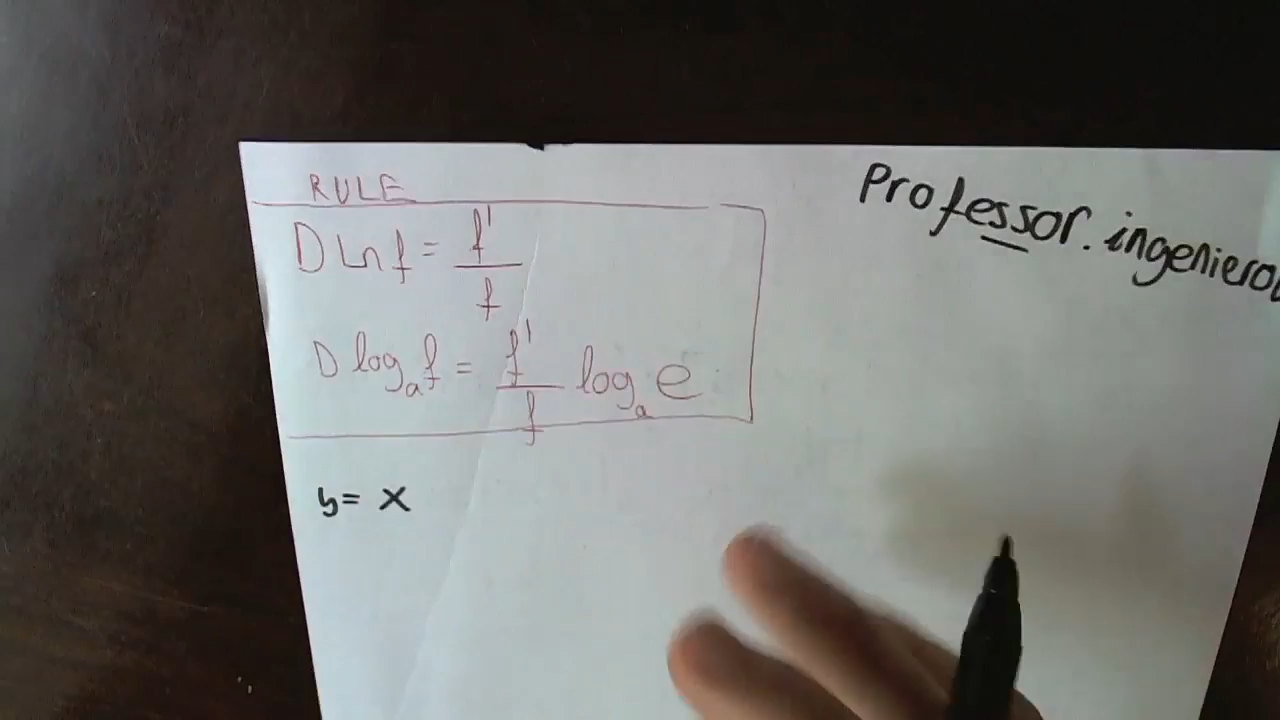 RULE
D Ln f = f'/f
D log_a f = f'/f log_a e
y= x
Professor. ingeniero